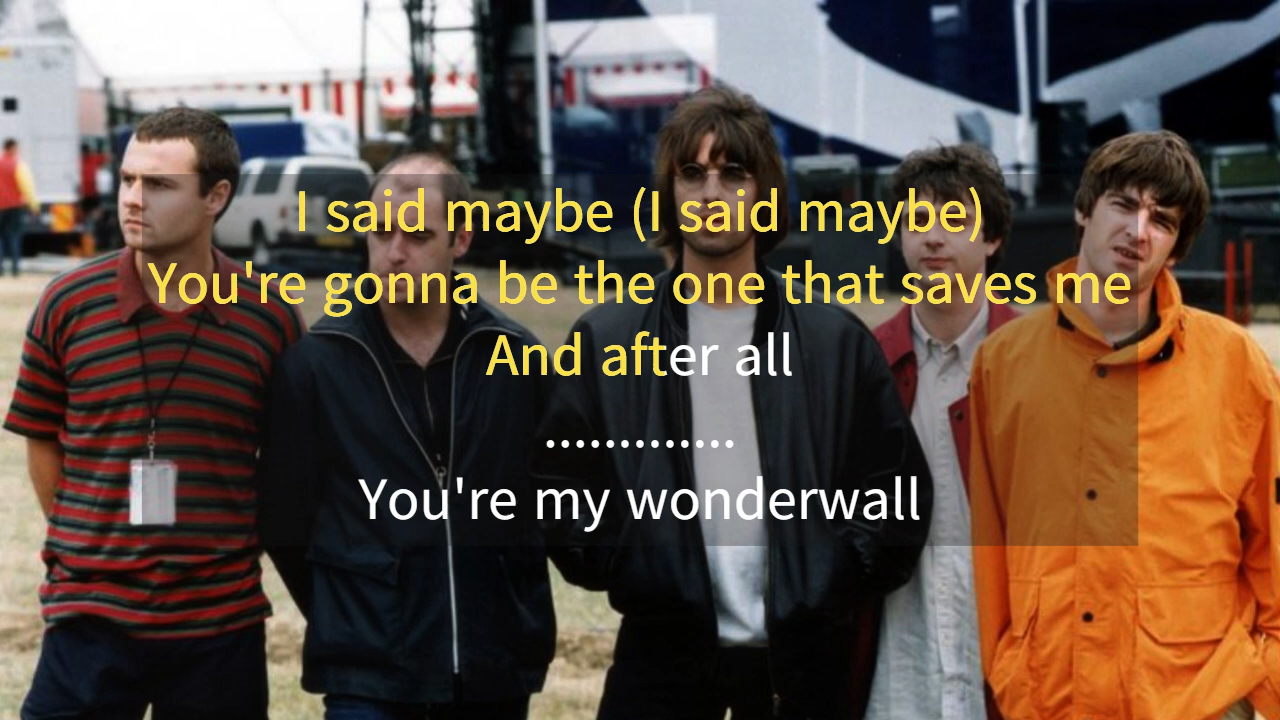 I said maybe (I said maybe)
You're gonna be the one that saves me
And after all
.............
You're my wonderwall